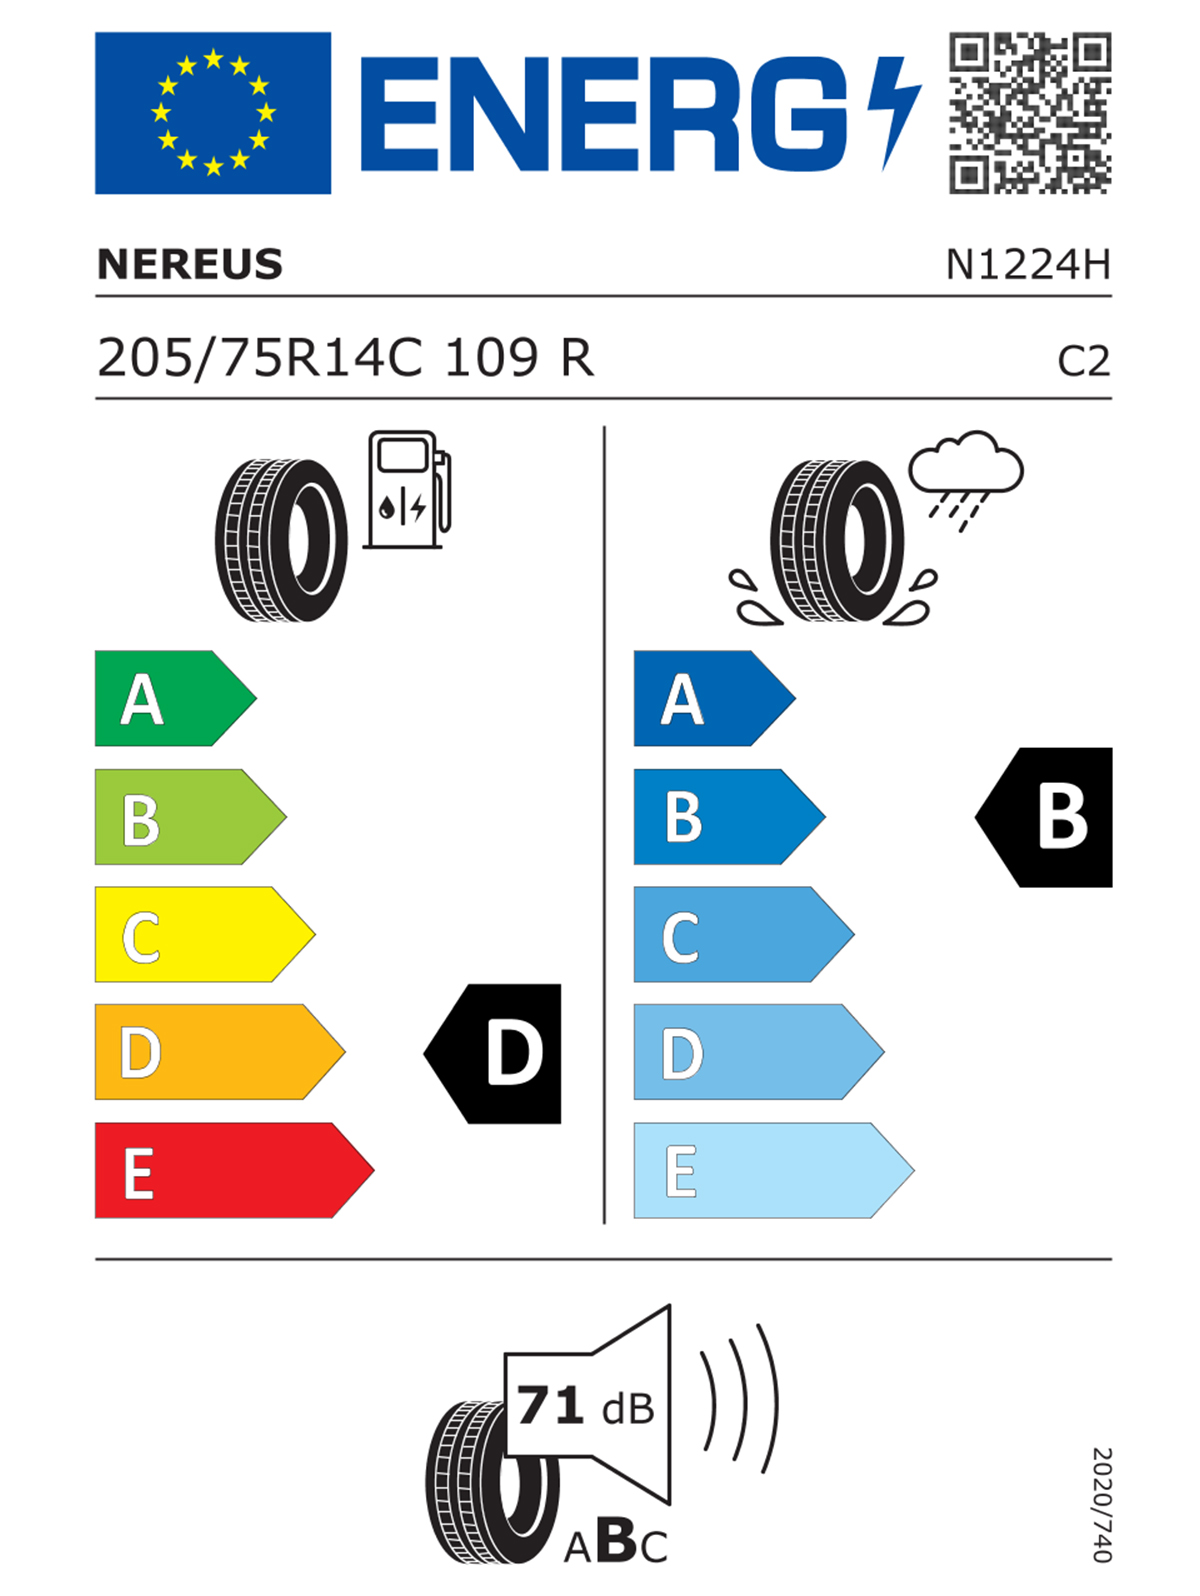 ENERG
NEREUS N1224H
205/75R14C 109 R C2
A A
B B B
C C
D D D
E E
71 dB
ABC
2020/740